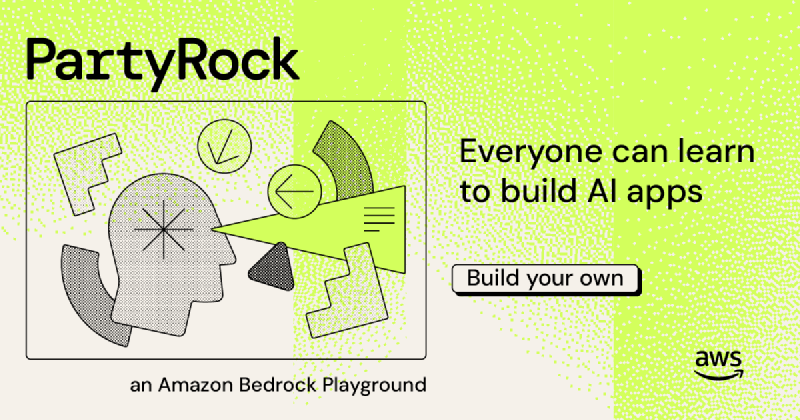 PartyRock
Everyone can learn
to build AI apps
Build your own
an Amazon Bedrock Playground
aws